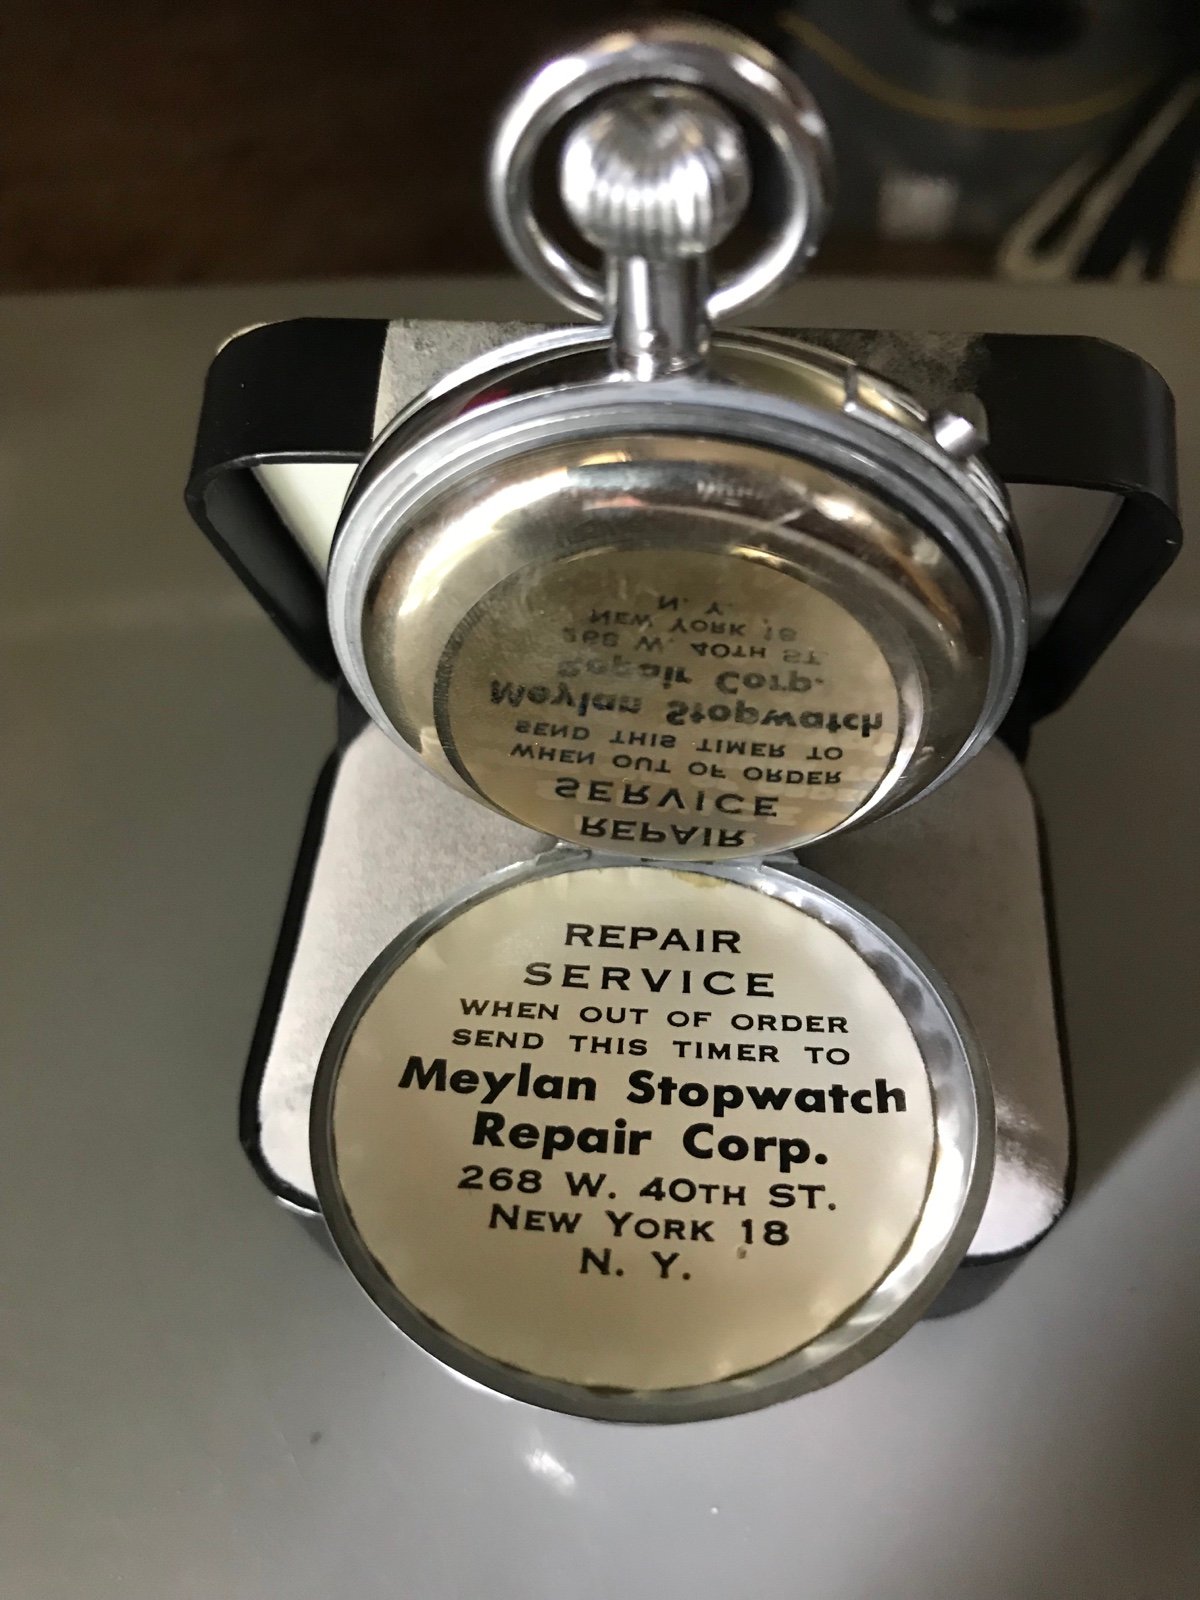 REPAIR
SERVICE
WHEN OUT OF ORDER
SEND THIS TIMER TO
Meylan Stopwatch
Repair Corp.
268 W. 40TH ST.
NEW YORK 18
N. Y.